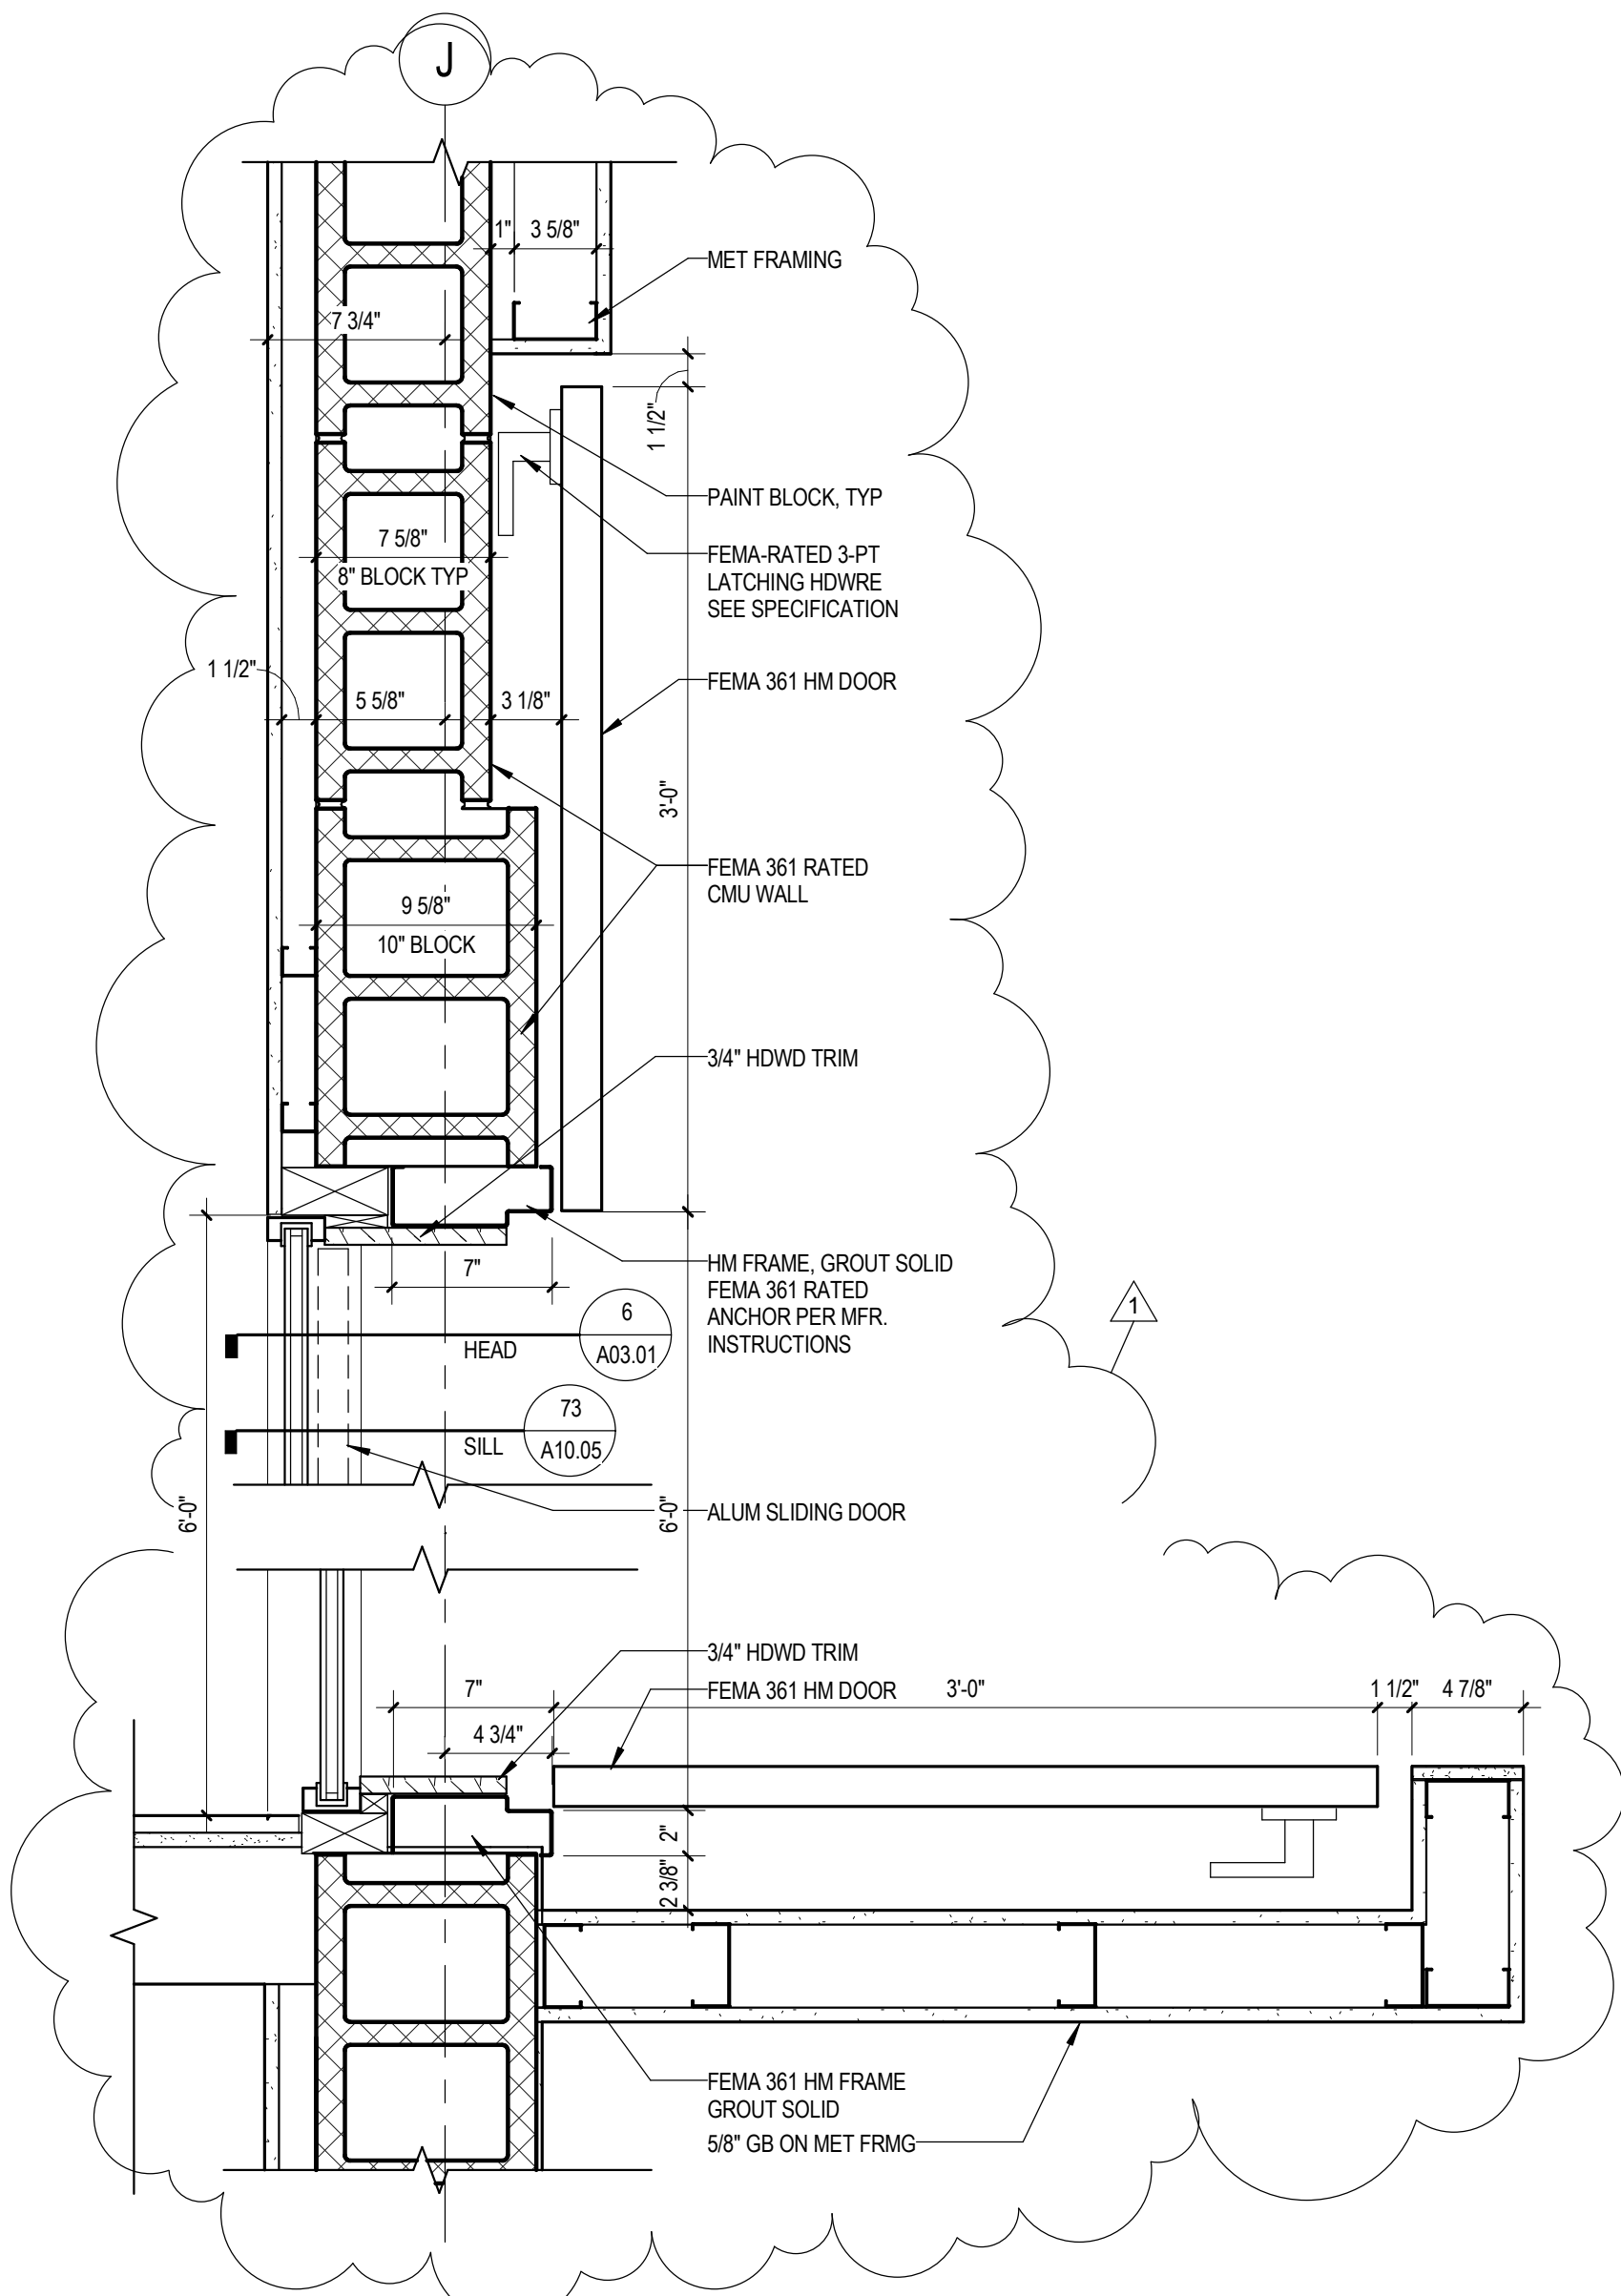 J
1"
3 5/8"
MET FRAMING
7 3/4"
1 1/2"
PAINT BLOCK, TYP
7 5/8"
8" BLOCK TYP
FEMA-RATED 3-PT
LATCHING HDWRE
SEE SPECIFICATION
1 1/2"
5 5/8"
3 1/8"
FEMA 361 HM DOOR
3'-0"
FEMA 361 RATED
CMU WALL
9 5/8"
10" BLOCK
3/4" HDWD TRIM
7"
HM FRAME, GROUT SOLID
FEMA 361 RATED
ANCHOR PER MFR.
INSTRUCTIONS
1
6
HEAD
A03.01
73
SILL
A10.05
6'-0"
6'-0"
ALUM SLIDING DOOR
3/4" HDWD TRIM
7"
FEMA 361 HM DOOR
3'-0"
1 1/2"
4 7/8"
4 3/4"
2"
2 3/8"
FEMA 361 HM FRAME
GROUT SOLID
5/8" GB ON MET FRMG